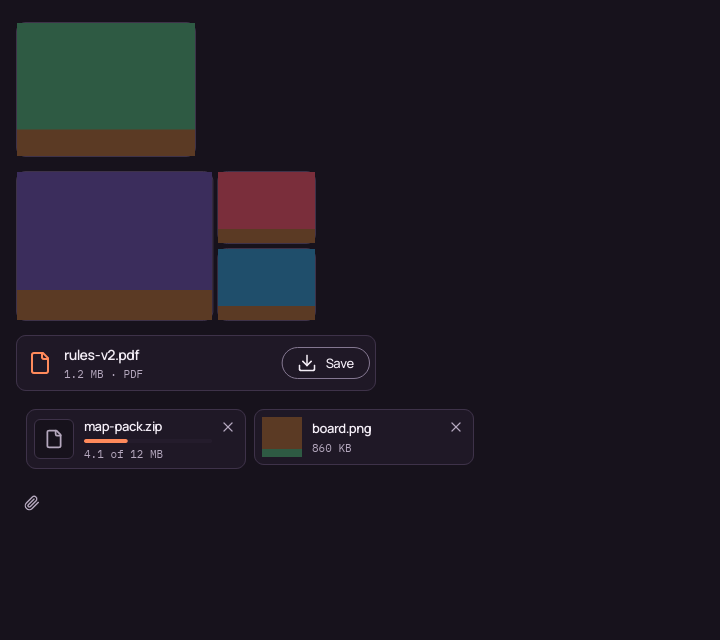 rules-v2.pdf
1.2 MB · PDF
Save
map-pack.zip
4.1 of 12 MB
board.png
860 KB